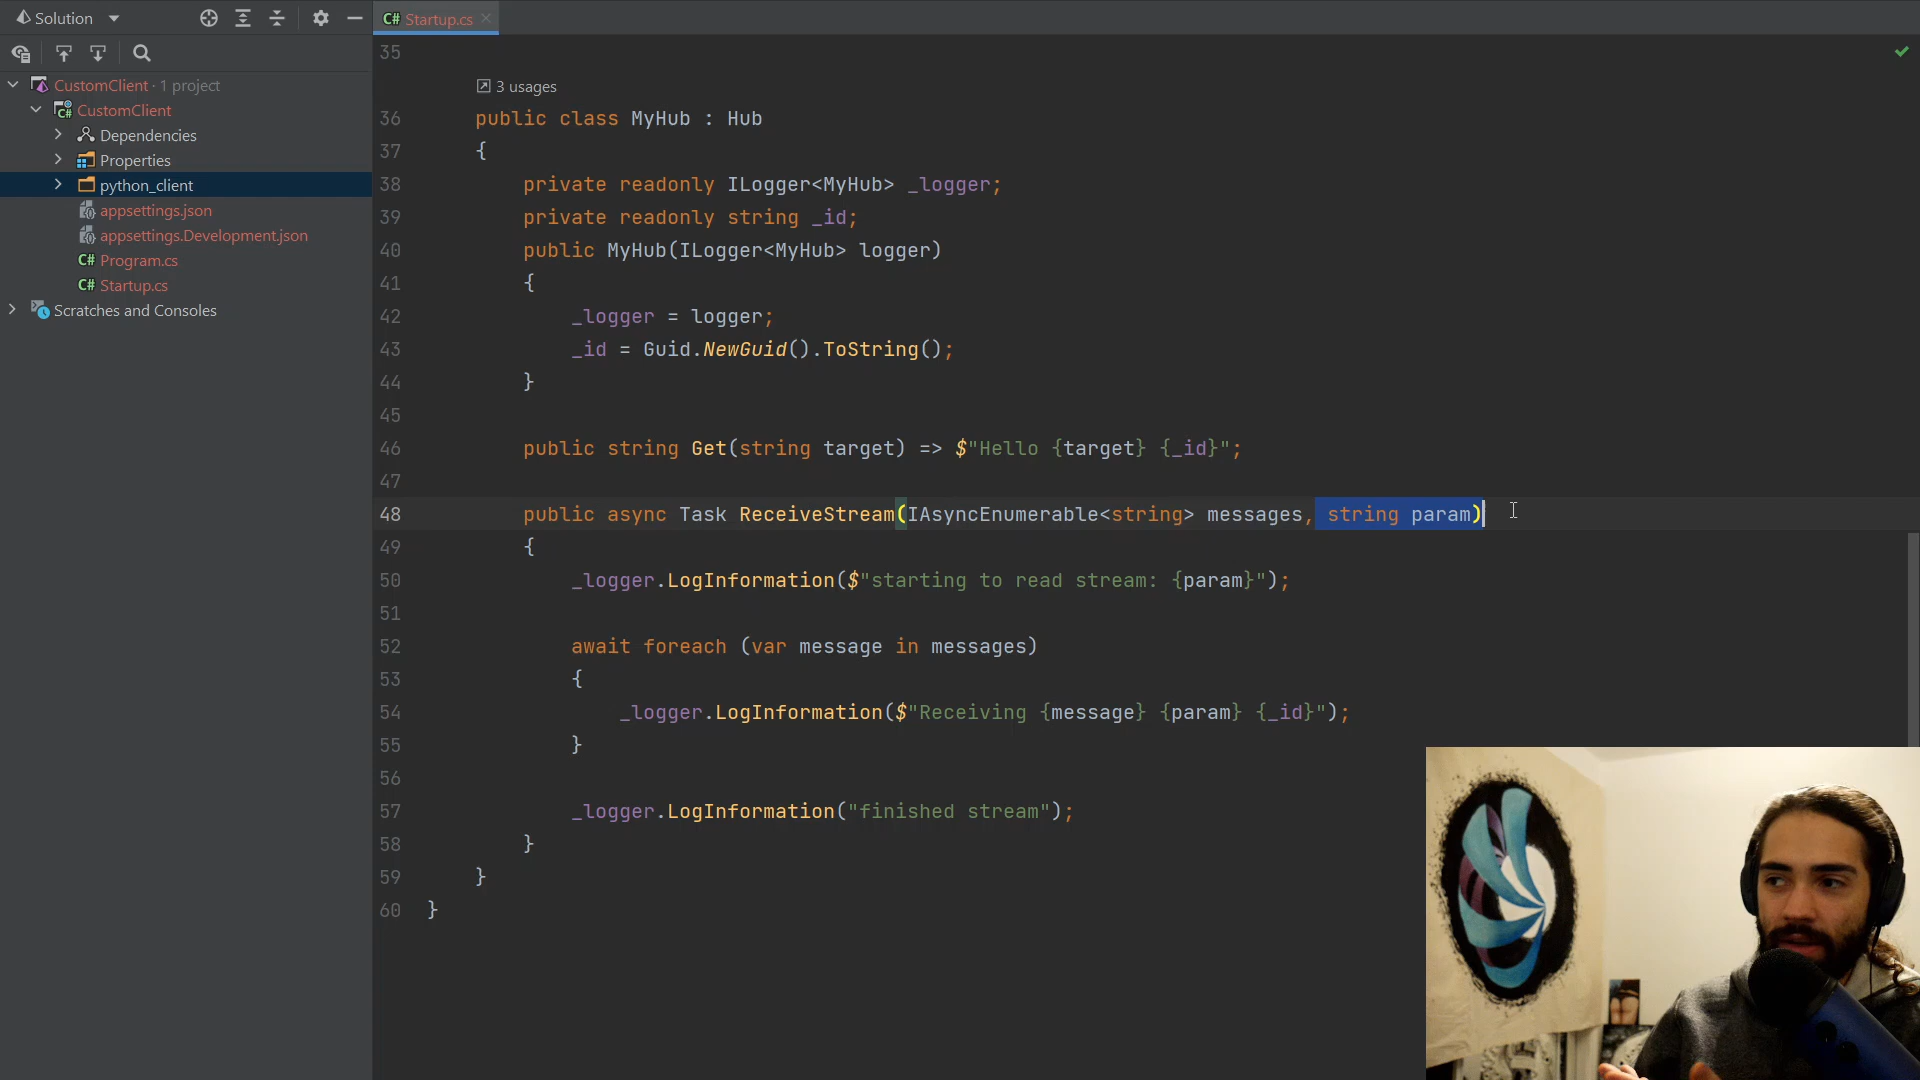 Solution
C# Startup.cs
CustomClient · 1 project
CustomClient
Dependencies
Properties
python_client
appsettings.json
appsettings.Development.json
C# Program.cs
C# Startup.cs
Scratches and Consoles
35
3 usages
36 public class MyHub : Hub
37 {
38 private readonly ILogger<MyHub> _logger;
39 private readonly string _id;
40 public MyHub(ILogger<MyHub> logger)
41 {
42 _logger = logger;
43 _id = Guid.NewGuid().ToString();
44 }
45
46 public string Get(string target) => $"Hello {target} {_id}";
47
48 public async Task ReceiveStream(IAsyncEnumerable<string> messages, string param)
49 {
50 _logger.LogInformation($"starting to read stream: {param}");
51
52 await foreach (var message in messages)
53 {
54 _logger.LogInformation($"Receiving {message} {param} {_id}");
55 }
56
57 _logger.LogInformation("finished stream");
58 }
59 }
60 }